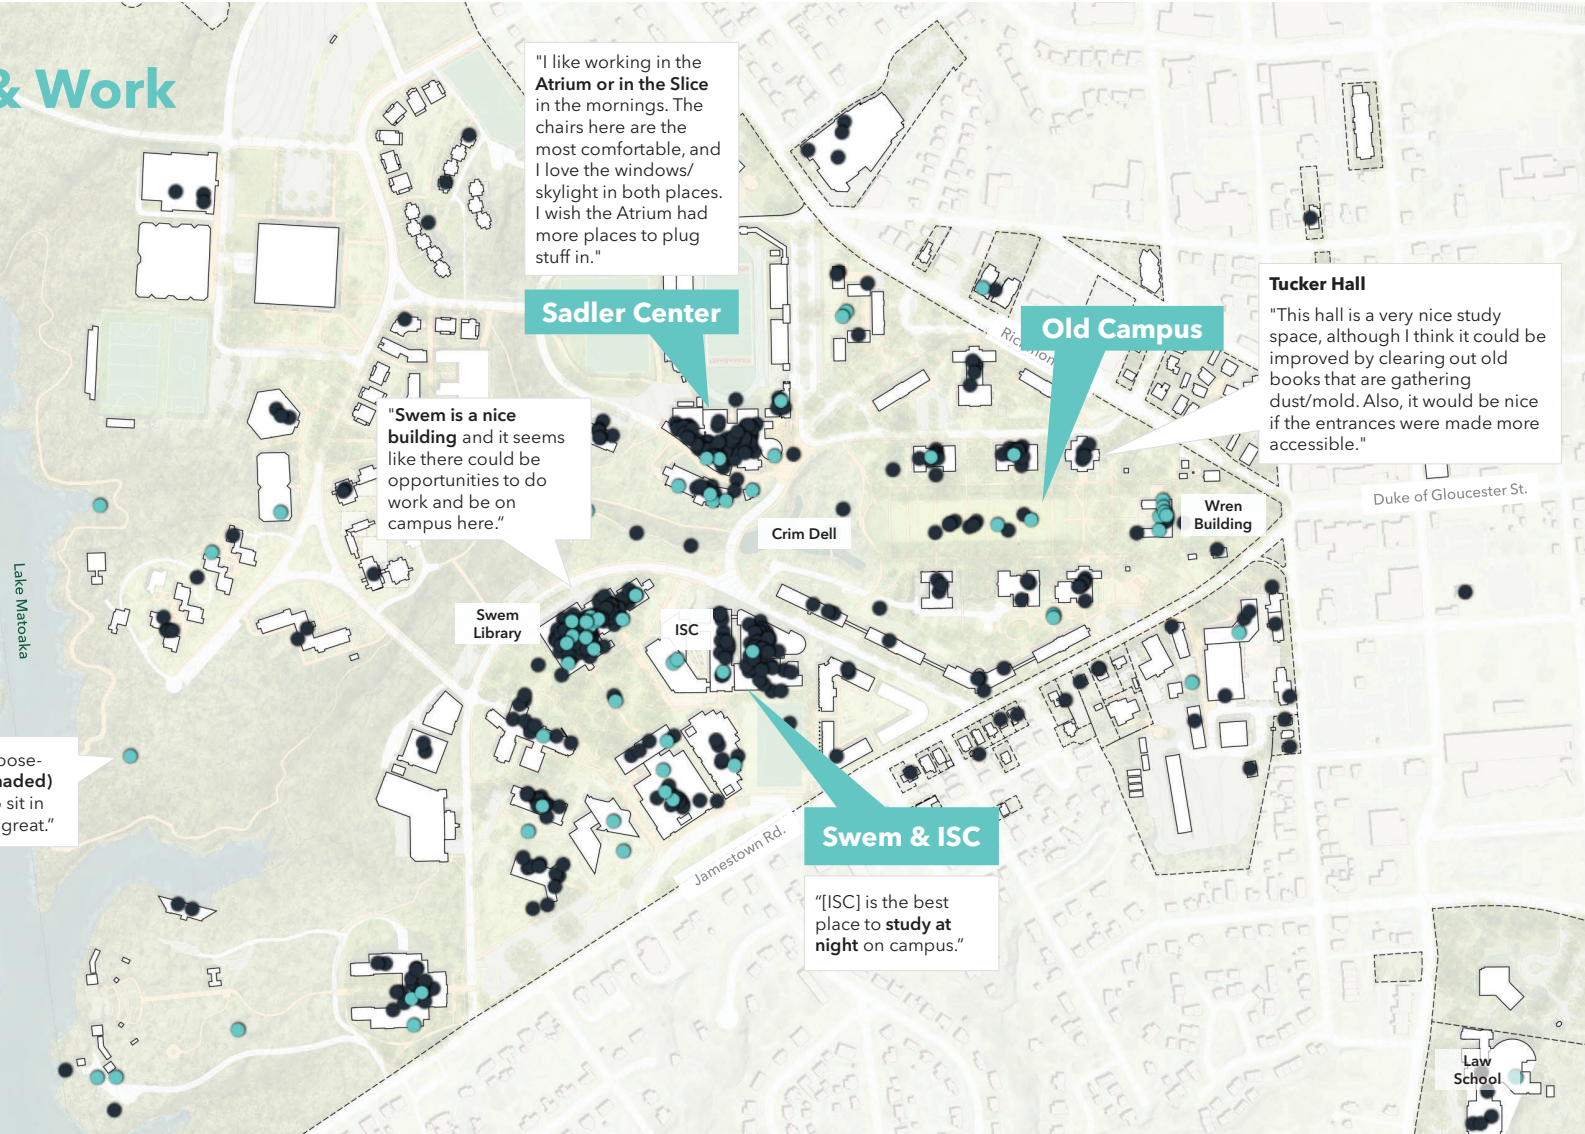 & Work
"I like working in the
Atrium or in the Slice
in the mornings. The
chairs here are the
most comfortable, and
I love the windows/
skylight in both places.
I wish the Atrium had
more places to plug
stuff in."
Sadler Center
Old Campus
Tucker Hall
"This hall is a very nice study
space, although I think it could be
improved by clearing out old
books that are gathering
dust/mold. Also, it would be nice
if the entrances were made more
accessible."
"Swem is a nice
building and it seems
like there could be
opportunities to do
work and be on
campus here.”
Duke of Gloucester St.
Wren
Building
Crim Dell
Lake Matoaka
Swem
Library
ISC
sit in
great.”
Swem & ISC
Jamestown Rd.
“[ISC] is the best
place to study at
night on campus.”
Law
School